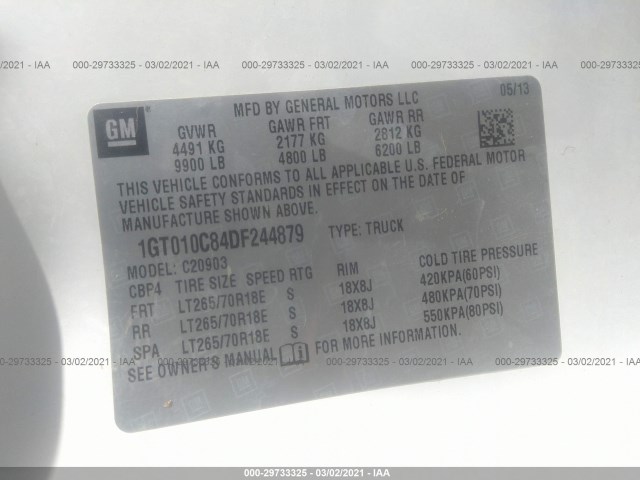 000-29733325 - 03/02/2021 - IAA
GM
MFD BY GENERAL MOTORS LLC
05/13
GVWR GAWR FRT GAWR RR
4491 KG 2177 KG 2812 KG
9900 LB 4800 LB 6200 LB
THIS VEHICLE CONFORMS TO ALL APPLICABLE U.S. FEDERAL MOTOR
VEHICLE SAFETY STANDARDS IN EFFECT ON THE DATE OF
MANUFACTURE SHOWN ABOVE.
1GT010C84DF244879 TYPE: TRUCK
MODEL: C20903
CBP4 TIRE SIZE SPEED RTG RIM COLD TIRE PRESSURE
FRT LT265/70R18E S 18X8J 420KPA(60PSI)
RR LT265/70R18E S 18X8J 480KPA(70PSI)
SPA LT265/70R18E S 18X8J 550KPA(80PSI)
SEE OWNER'S MANUAL FOR MORE INFORMATION.
000-29733325 - 03/02/2021 - IAA